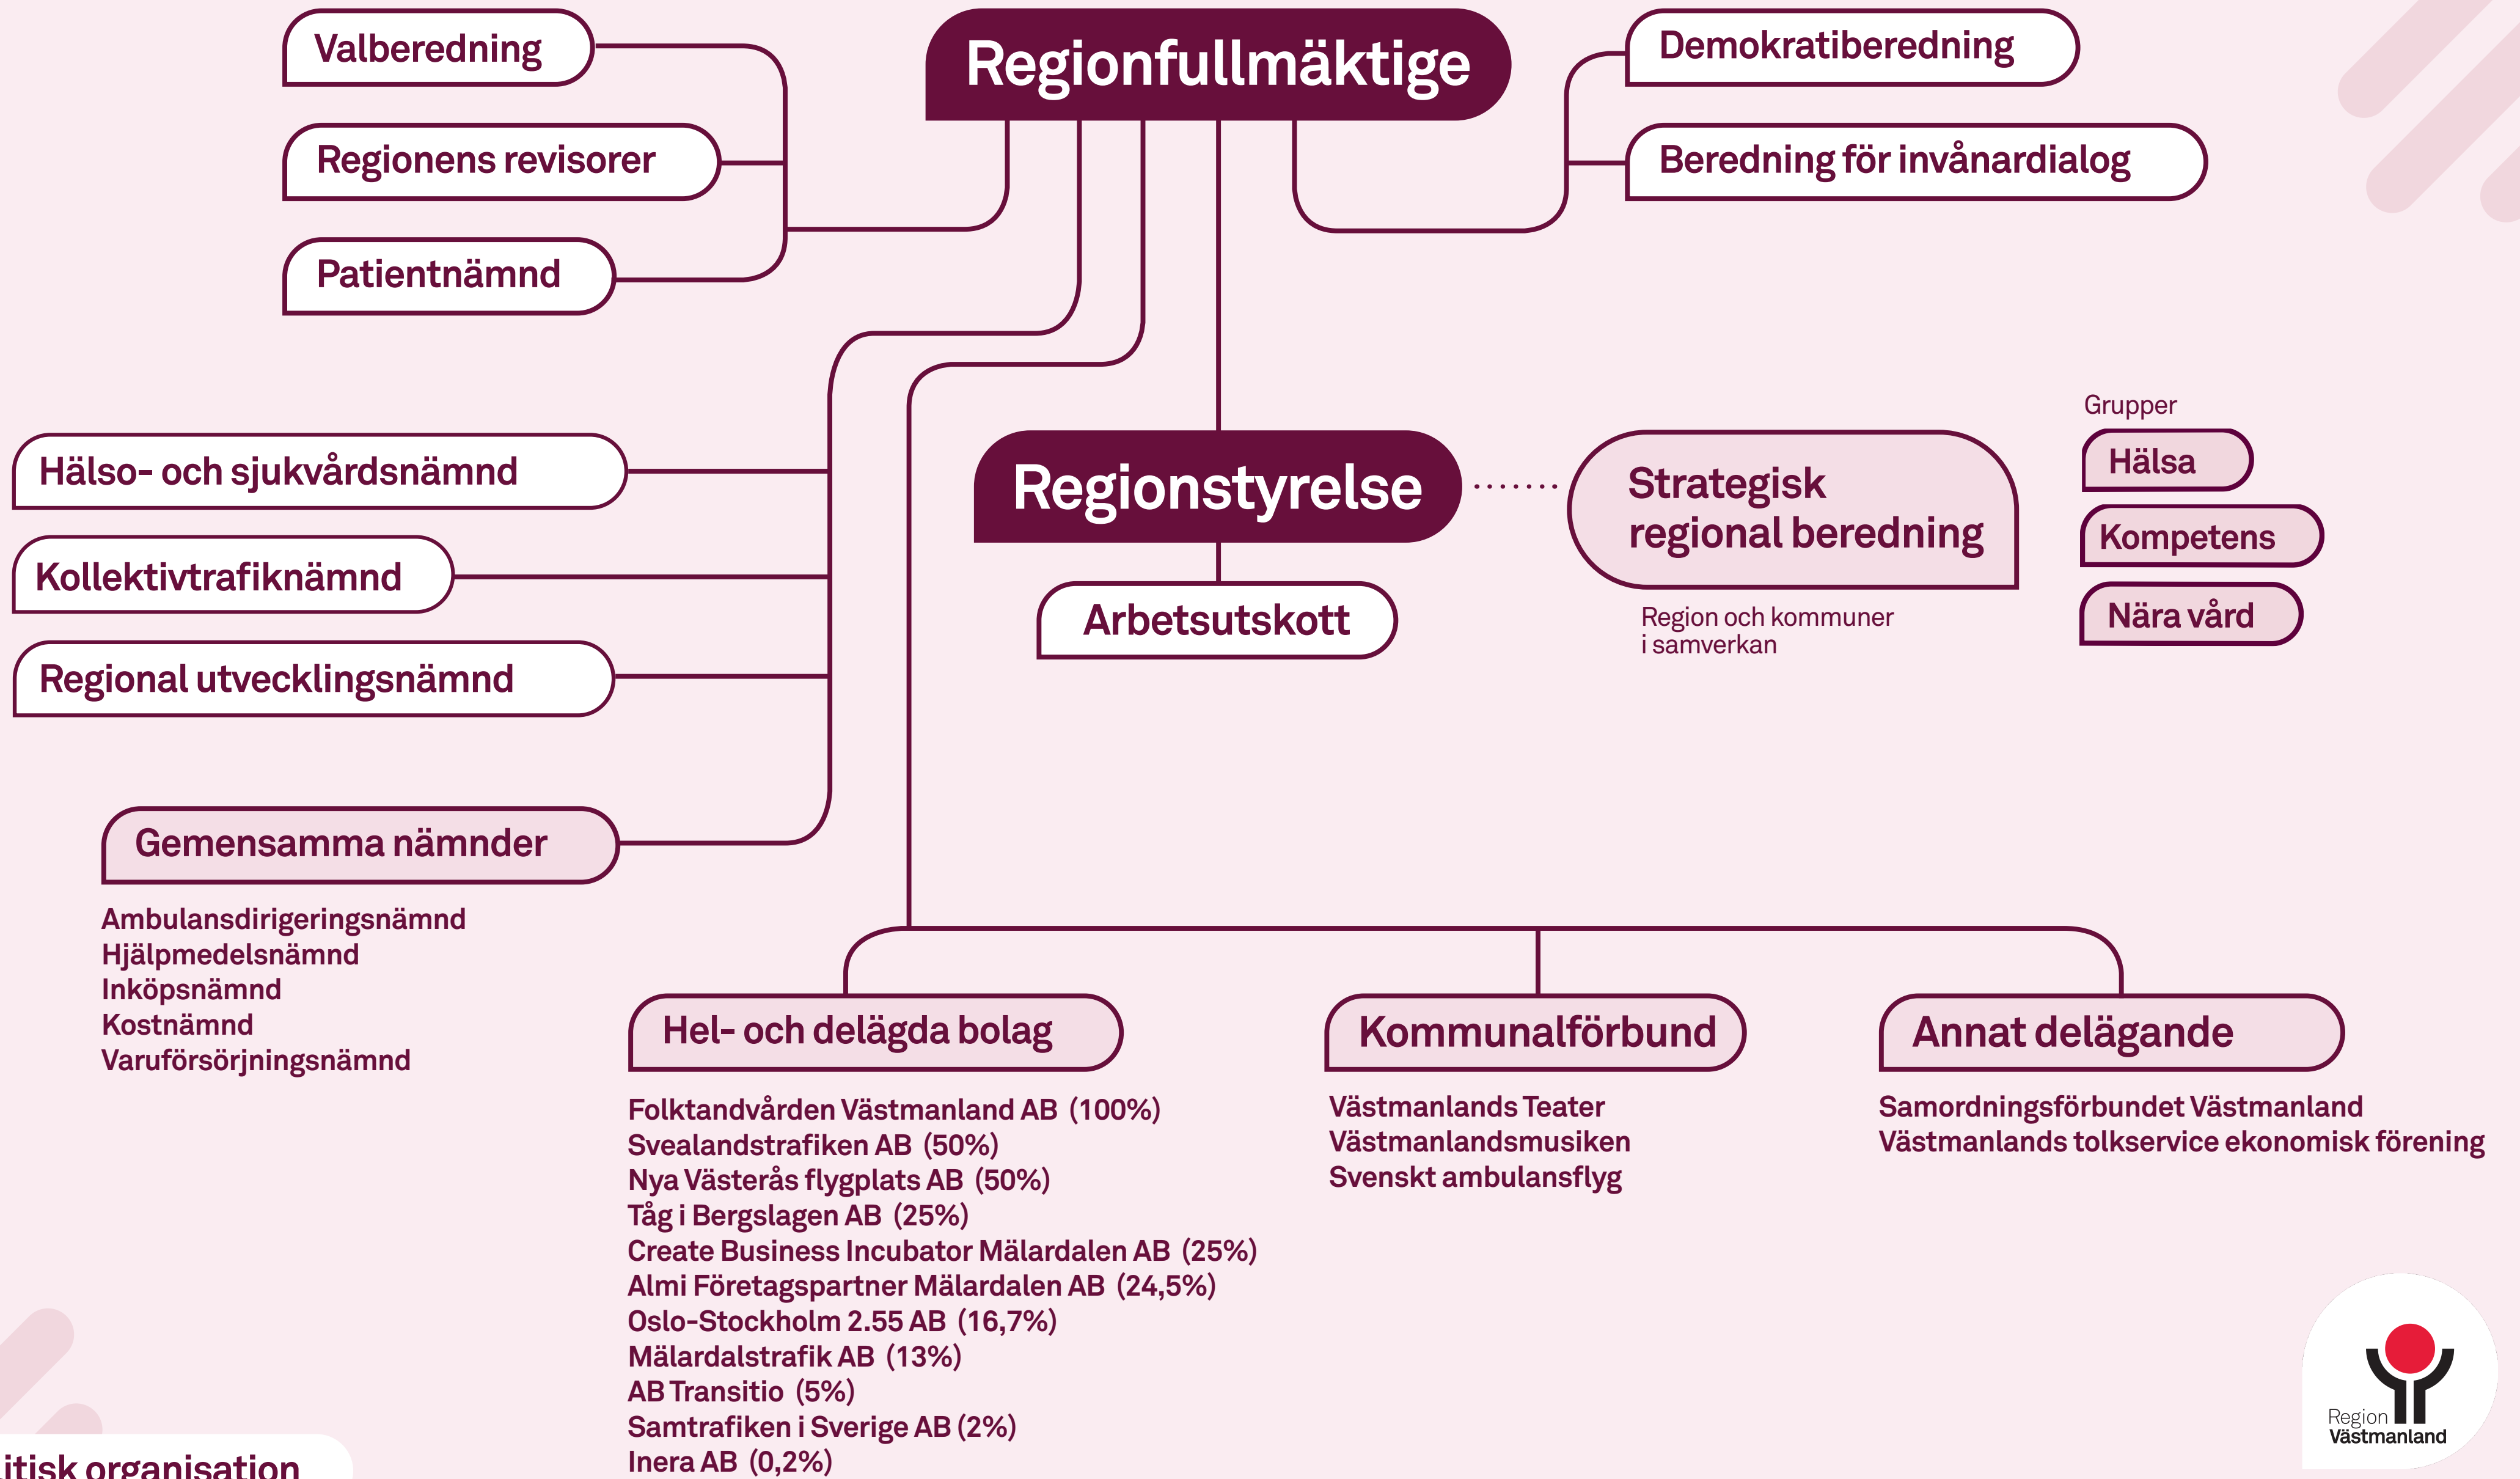 Valberedning
Regionens revisorer
Patientnämnd
Regionfullmäktige
Demokratiberedning
Beredning för invånardialog
Hälso- och sjukvårdsnämnd
Kollektivtrafiknämnd
Regional utvecklingsnämnd
Regionstyrelse
Arbetsutskott
Strategisk
regional beredning
Region och kommuner
i samverkan
Grupper
Hälsa
Kompetens
Nära vård
Gemensamma nämnder
Ambulansdirigeringsnämnd
Hjälpmedelsnämnd
Inköpsnämnd
Kostnämnd
Varuförsörjningsnämnd
Hel- och delägda bolag
Folktandvården Västmanland AB (100%)
Svealandstrafiken AB (50%)
Nya Västerås flygplats AB (50%)
Tåg i Bergslagen AB (25%)
Create Business Incubator Mälardalen AB (25%)
Almi Företagspartner Mälardalen AB (24,5%)
Oslo-Stockholm 2.55 AB (16,7%)
Mälardalstrafik AB (13%)
AB Transitio (5%)
Samtrafiken i Sverige AB (2%)
Inera AB (0,2%)
Kommunalförbund
Västmanlands Teater
Västmanlandsmusiken
Svenskt ambulansflyg
Annat delägande
Samordningsförbundet Västmanland
Västmanlands tolkservice ekonomisk förening
itisk organisation
Region
Västmanland